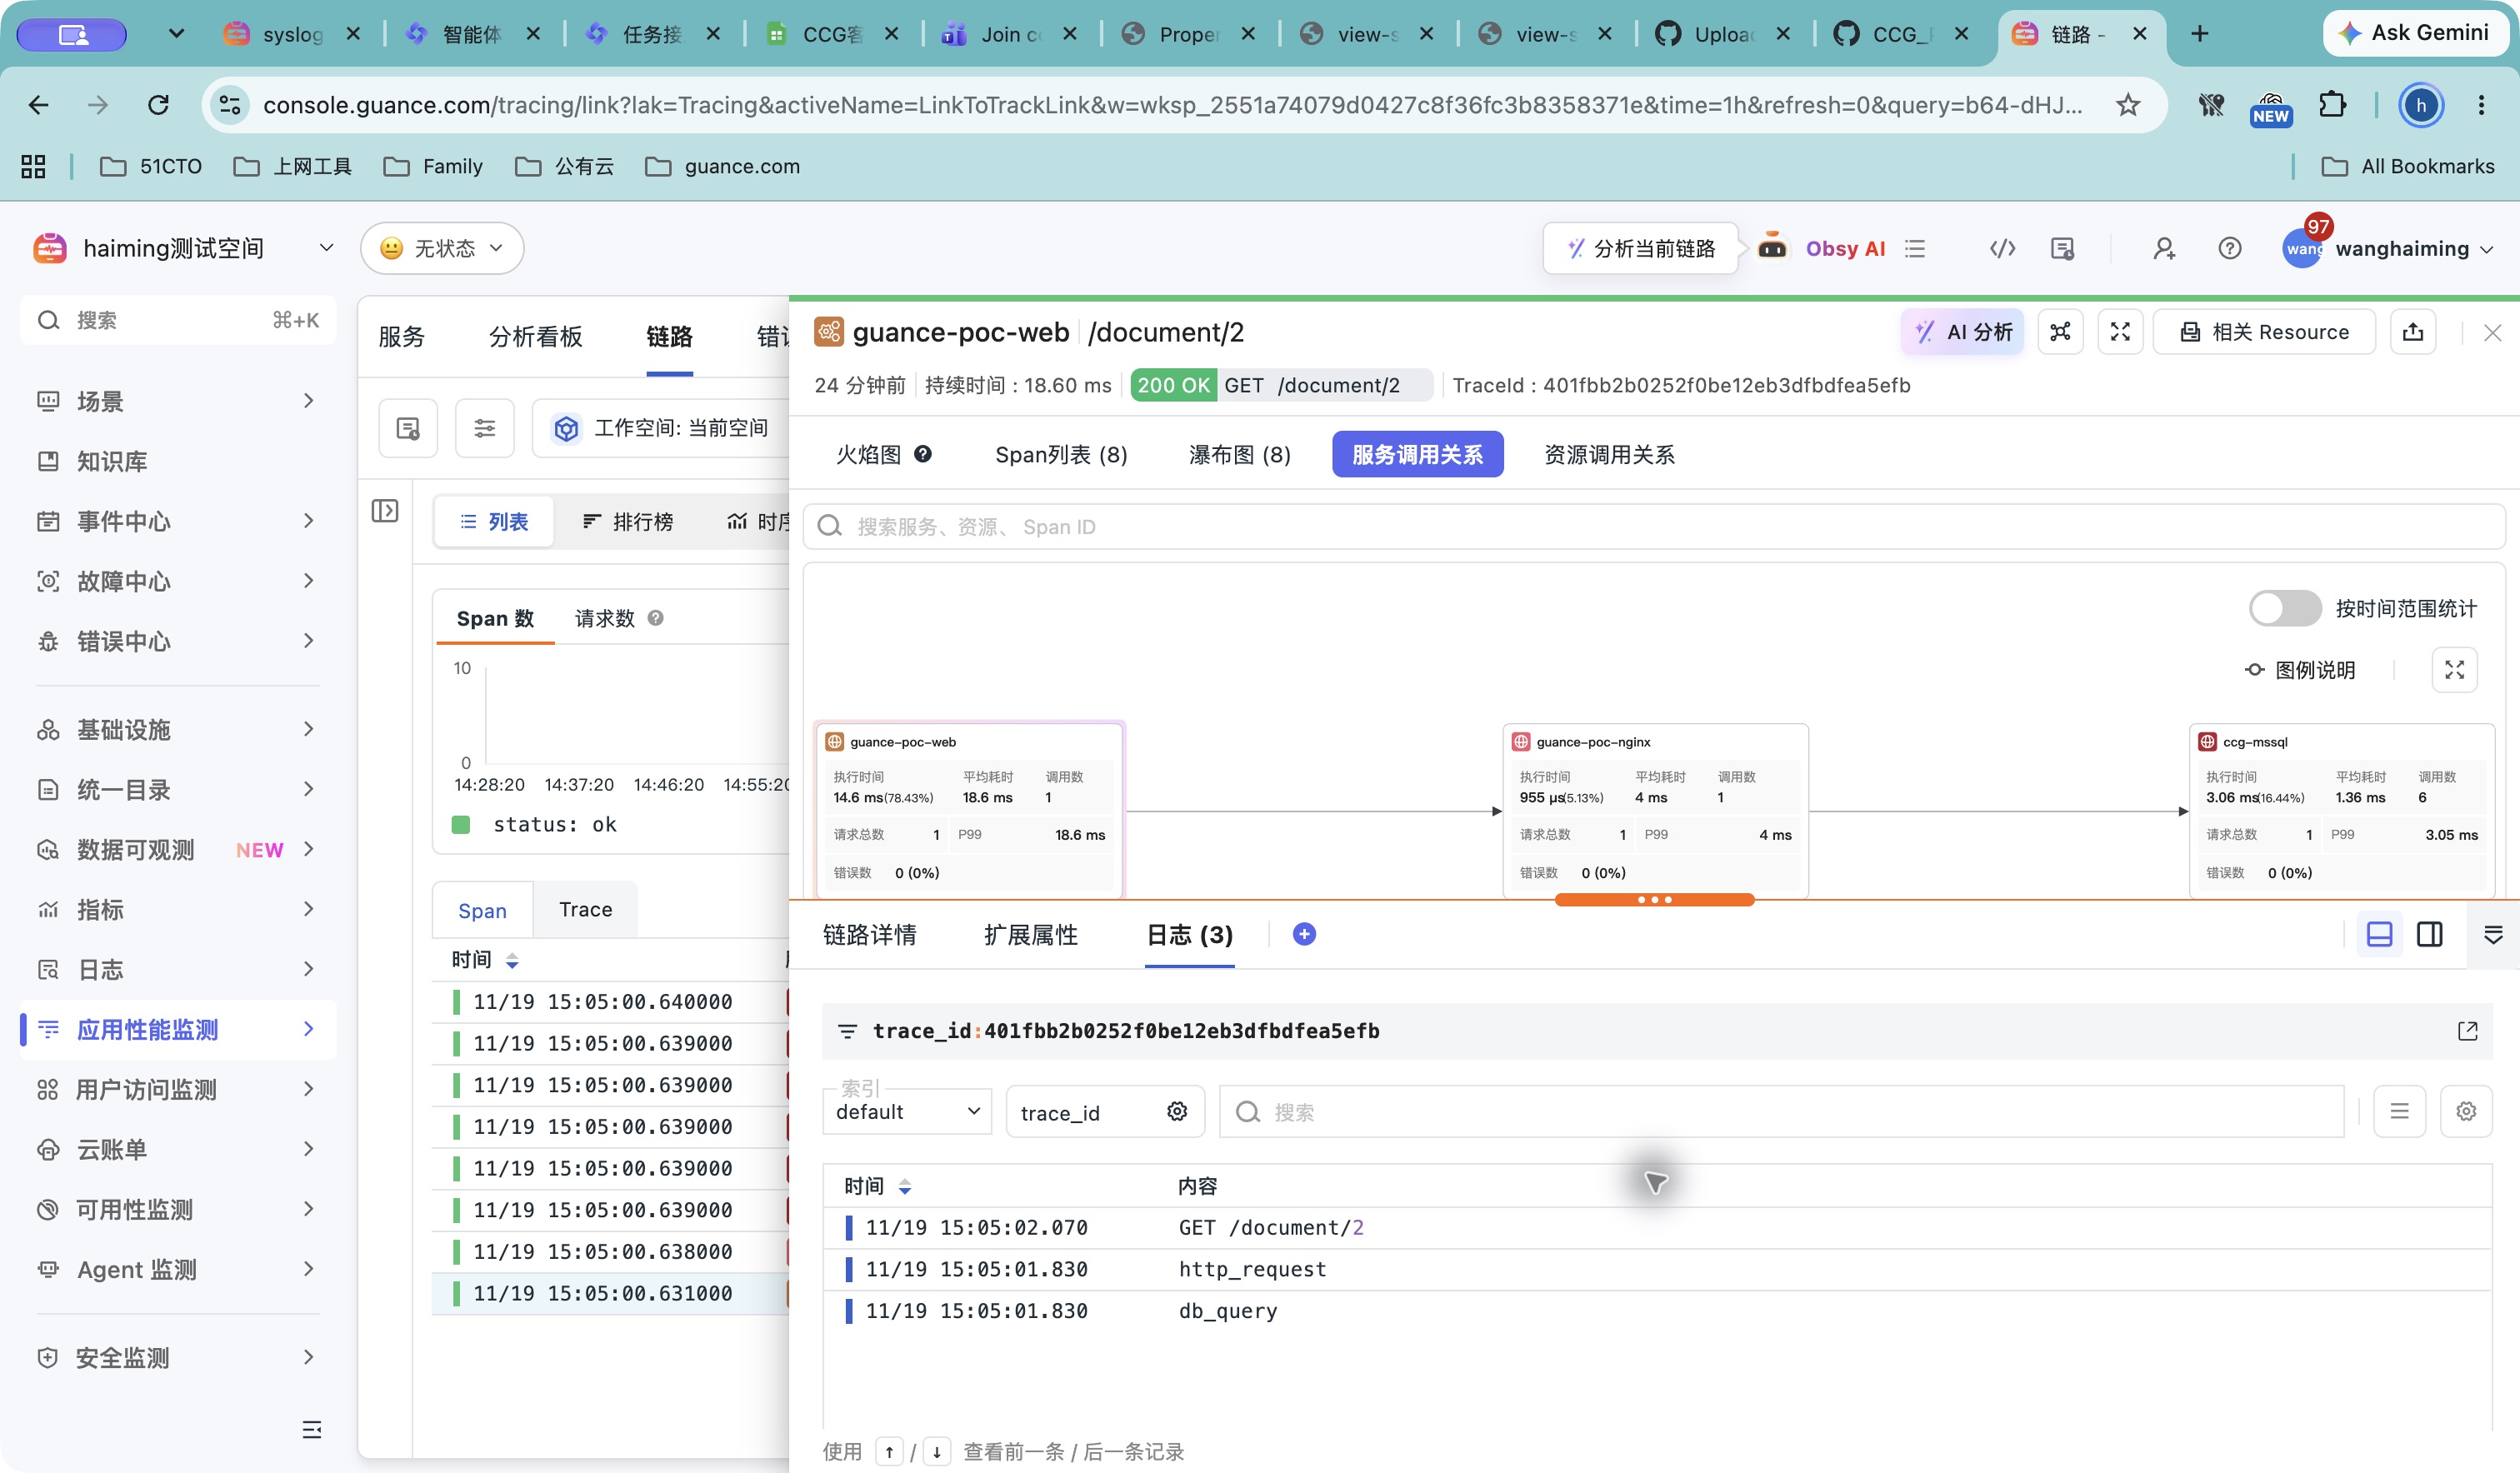 syslog
智能体
任务接
CCG客
Join c
Proper
view-s
view-s
Uploa
CCG_
链路 -
Ask Gemini
console.guance.com/tracing/link?lak=Tracing&activeName=LinkToTrackLink&w=wksp_2551a74079d0427c8f36fc3b8358371e&time=1h&refresh=0&query=b64-dHJ...
NEW
h
51CTO
上网工具
Family
公有云
guance.com
All Bookmarks
haiming测试空间
无状态
分析当前链路
Obsy AI
97
wang
wanghaiming
搜索
⌘+K
场景
知识库
事件中心
故障中心
错误中心
基础设施
统一目录
数据可观测 NEW
指标
日志
应用性能监测
用户访问监测
云账单
可用性监测
Agent 监测
安全监测
服务
分析看板
链路
工作空间: 当前空间
列表
排行榜
时序
Span 数
请求数
10
0
14:28:20
14:37:20
14:46:20
14:55:20
status: ok
Span
Trace
时间
11/19 15:05:00.640000
11/19 15:05:00.639000
11/19 15:05:00.639000
11/19 15:05:00.639000
11/19 15:05:00.639000
11/19 15:05:00.639000
11/19 15:05:00.638000
11/19 15:05:00.631000
guance-poc-web
/document/2
AI 分析
相关 Resource
24 分钟前
持续时间 : 18.60 ms
200 OK GET /document/2
TraceId : 401fbb2b0252f0be12eb3dfbdfea5efb
火焰图
Span列表 (8)
瀑布图 (8)
服务调用关系
资源调用关系
搜索服务、资源、 Span ID
按时间范围统计
图例说明
guance-poc-web
执行时间 平均耗时 调用数
14.6 ms(78.43%) 18.6 ms 1
请求总数 1 P99 18.6 ms
错误数 0 (0%)
guance-poc-nginx
执行时间 平均耗时 调用数
955 µs(5.13%) 4 ms 1
请求总数 1 P99 4 ms
错误数 0 (0%)
ccg-mssql
执行时间 平均耗时 调用数
3.06 ms(16.44%) 1.36 ms 6
请求总数 1 P99 3.05 ms
错误数 0 (0%)
链路详情
扩展属性
日志 (3)
trace_id:401fbb2b0252f0be12eb3dfbdfea5efb
索引
default
trace_id
搜索
时间 内容
11/19 15:05:02.070 GET /document/2
11/19 15:05:01.830 http_request
11/19 15:05:01.830 db_query
使用 ↑ / ↓ 查看前一条 / 后一条记录